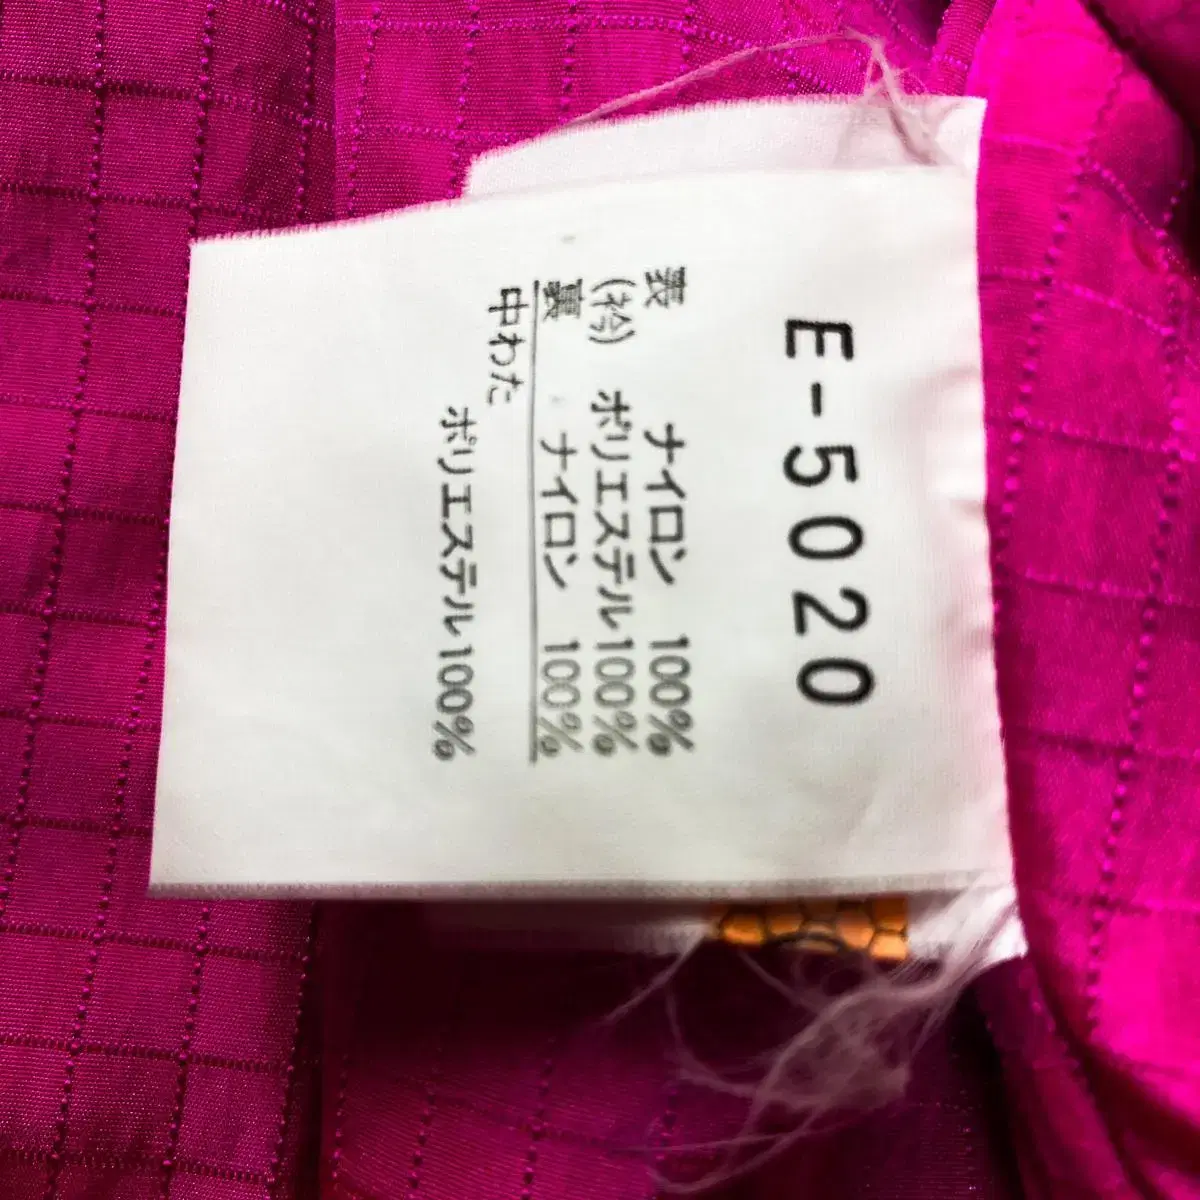 E-5020
表 ナイロン 100%
(衿) ポリエステル100%
裏 ナイロン 100%
中わた
ポリエステル100%